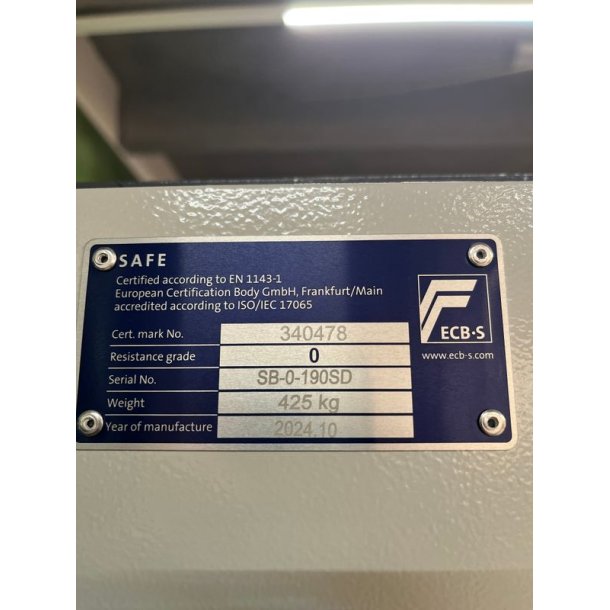 SAFE
Certified according to EN 1143-1
European Certification Body GmbH, Frankfurt/Main
accredited according to ISO/IEC 17065
Cert. mark No. 340478
Resistance grade 0
Serial No. SB-0-190SD
Weight 425 kg
Year of manufacture 2024.10
ECB·S
www.ecb-s.com